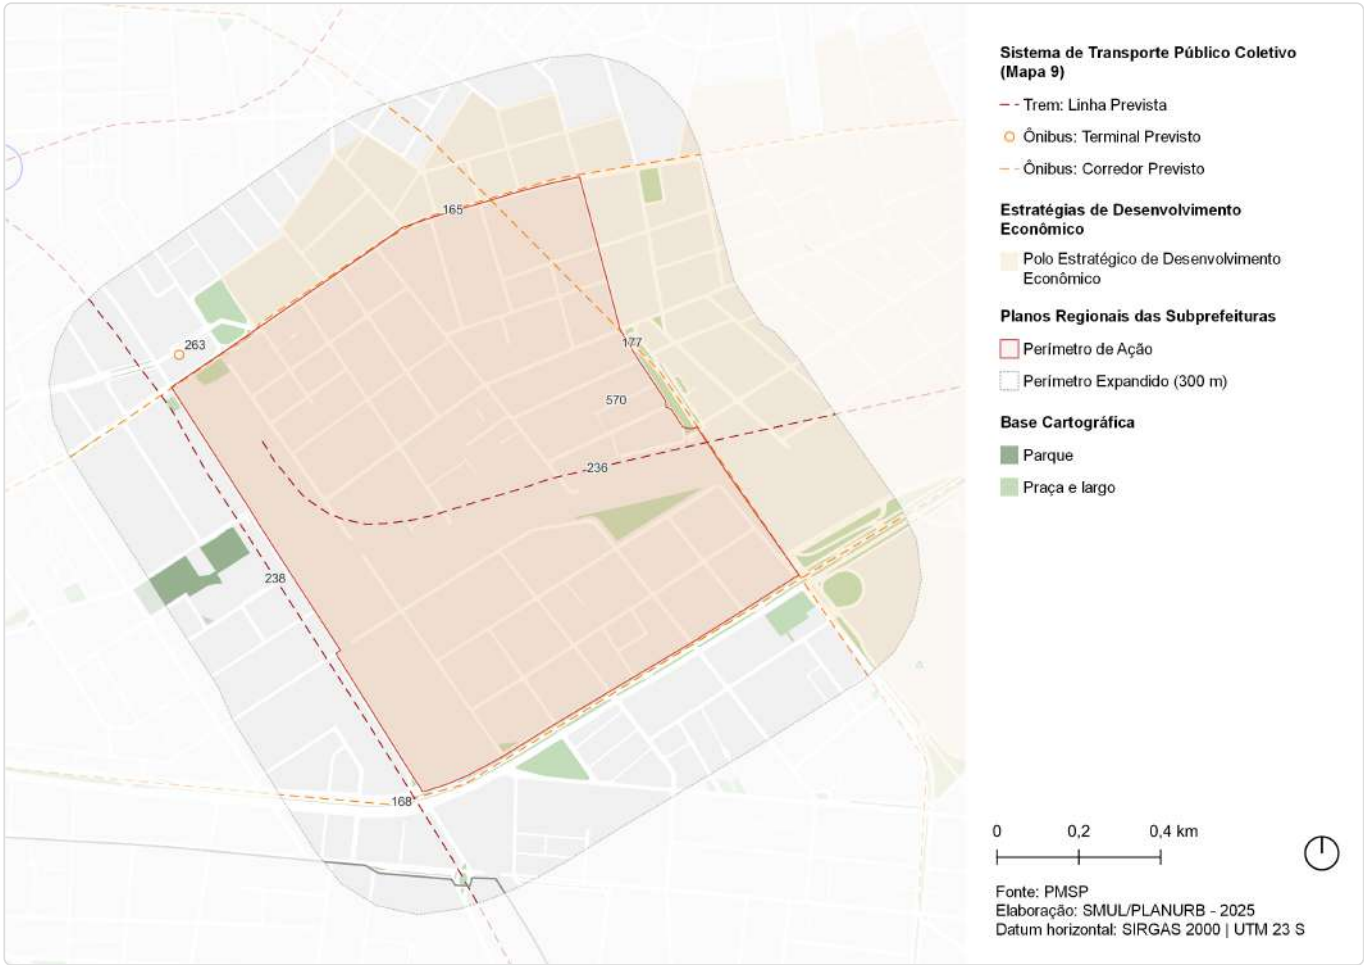 165
263
177
570
236
238
168
Sistema de Transporte Público Coletivo
(Mapa 9)
Trem: Linha Prevista
Ônibus: Terminal Previsto
Ônibus: Corredor Previsto
Estratégias de Desenvolvimento
Econômico
Polo Estratégico de Desenvolvimento
Econômico
Planos Regionais das Subprefeituras
Perímetro de Ação
Perímetro Expandido (300 m)
Base Cartográfica
Parque
Praça e largo
0 0,2 0,4 km
Fonte: PMSP
Elaboração: SMUL/PLANURB - 2025
Datum horizontal: SIRGAS 2000 | UTM 23 S